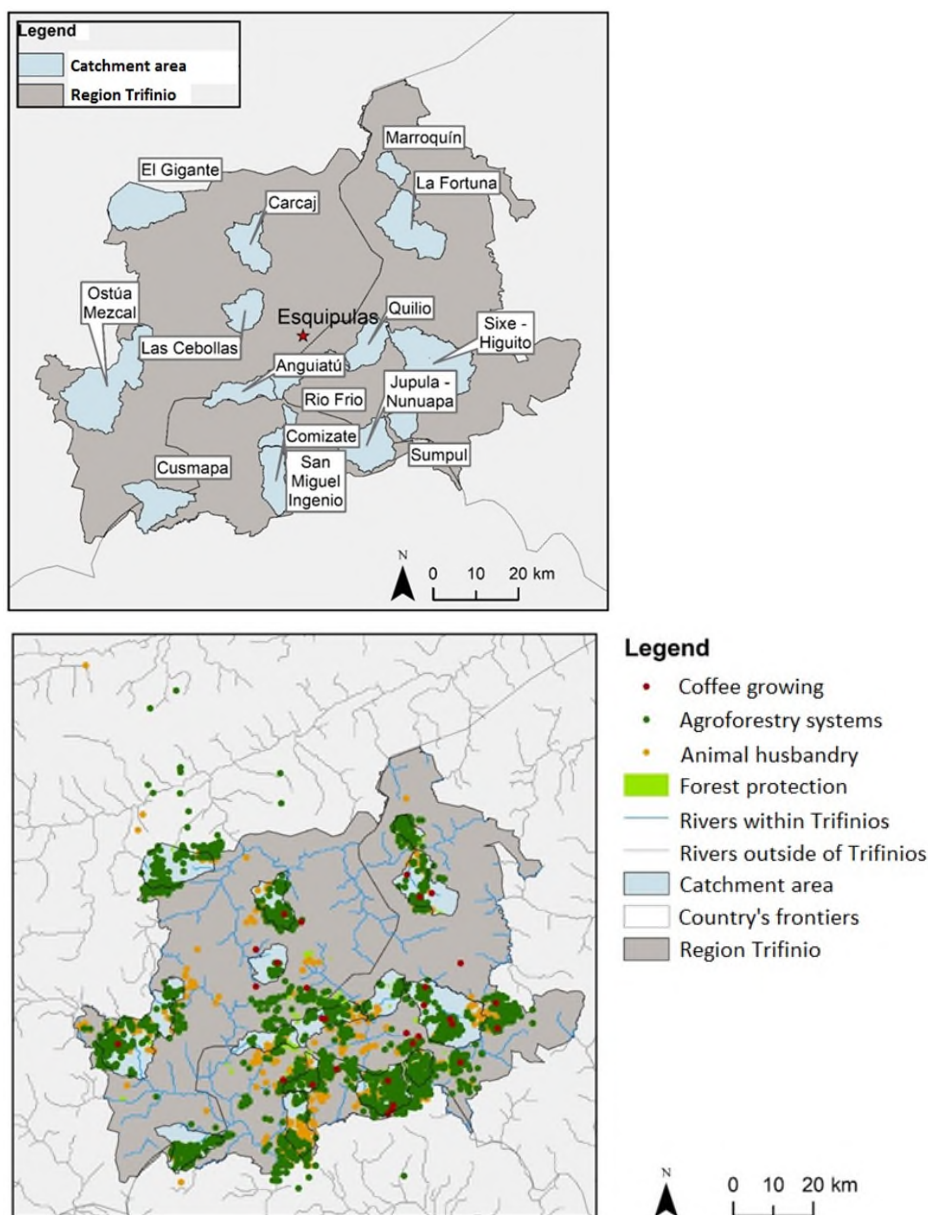 Legend
Catchment area
Region Trifinio
Marroquín
El Gigante
La Fortuna
Carcaj
Ostúa
Mezcal
Quilio
Esquipulas
Sixe -
Higuito
Las Cebollas
Anguiatú
Jupula -
Nunuapa
Rio Frio
Comizate
Sumpul
Cusmapa
San
Miguel
Ingenio
N
0 10 20 km
Legend
Coffee growing
Agroforestry systems
Animal husbandry
Forest protection
Rivers within Trifinios
Rivers outside of Trifinios
Catchment area
Country's frontiers
Region Trifinio
N
0 10 20 km